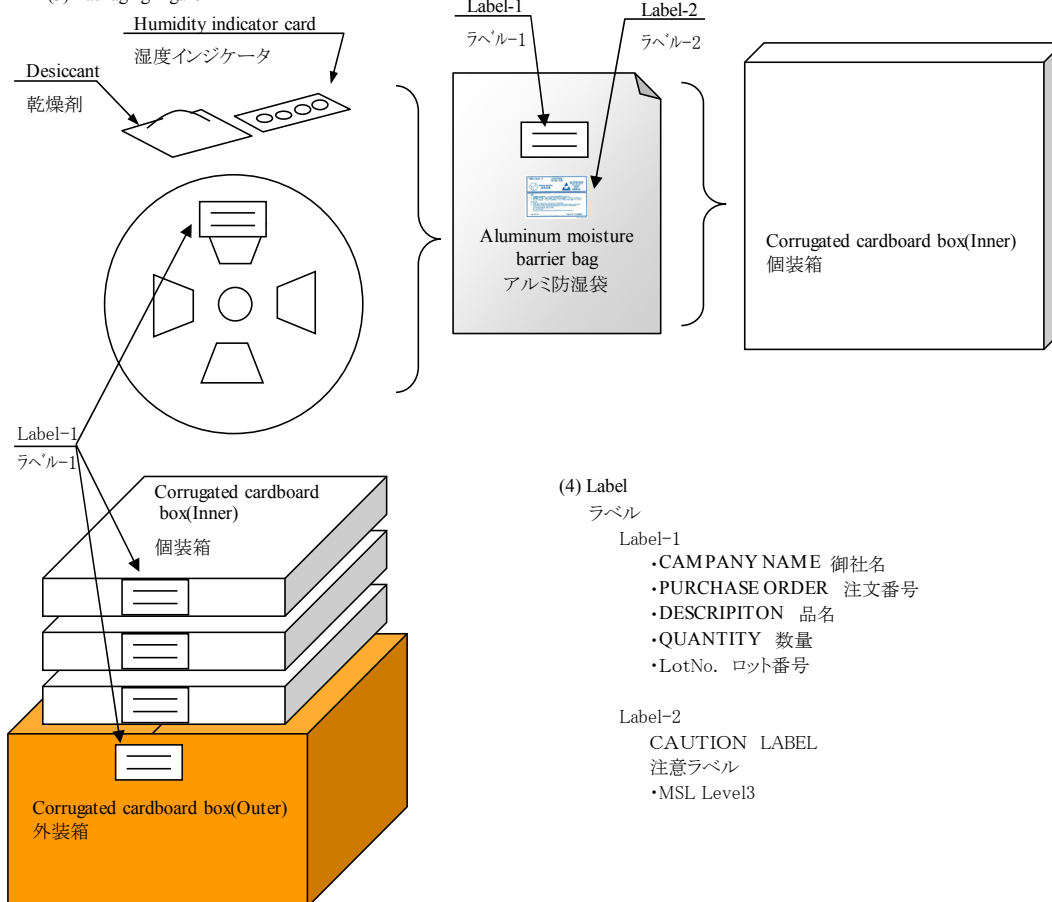 Label-1
ラベル-1
Label-2
ラベル-2
Humidity indicator card
湿度インジケータ
Desiccant
乾燥剤
Aluminum moisture
barrier bag
アルミ防湿袋
Corrugated cardboard box(Inner)
個装箱
Label-1
ラベル-1
Corrugated cardboard
box(Inner)
個装箱
Corrugated cardboard box(Outer)
外装箱
(4) Label
ラベル
Label-1
・CAMPANY NAME 御社名
・PURCHASE ORDER 注文番号
・DESCRIPITON 品名
・QUANTITY 数量
・LotNo. ロット番号
Label-2
CAUTION LABEL
注意ラベル
・MSL Level3